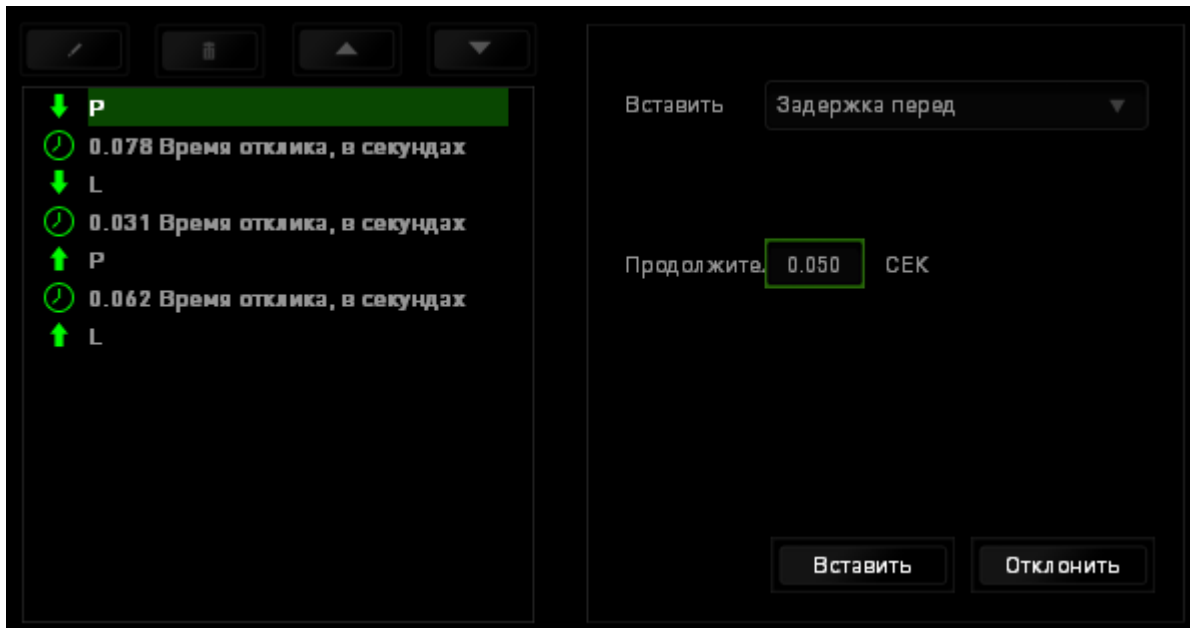 P
0.078 Время отклика, в секундах
L
0.031 Время отклика, в секундах
P
0.062 Время отклика, в секундах
L
Вставить Задержка перед
Продолжите 0.050 СЕК
Вставить Отклонить